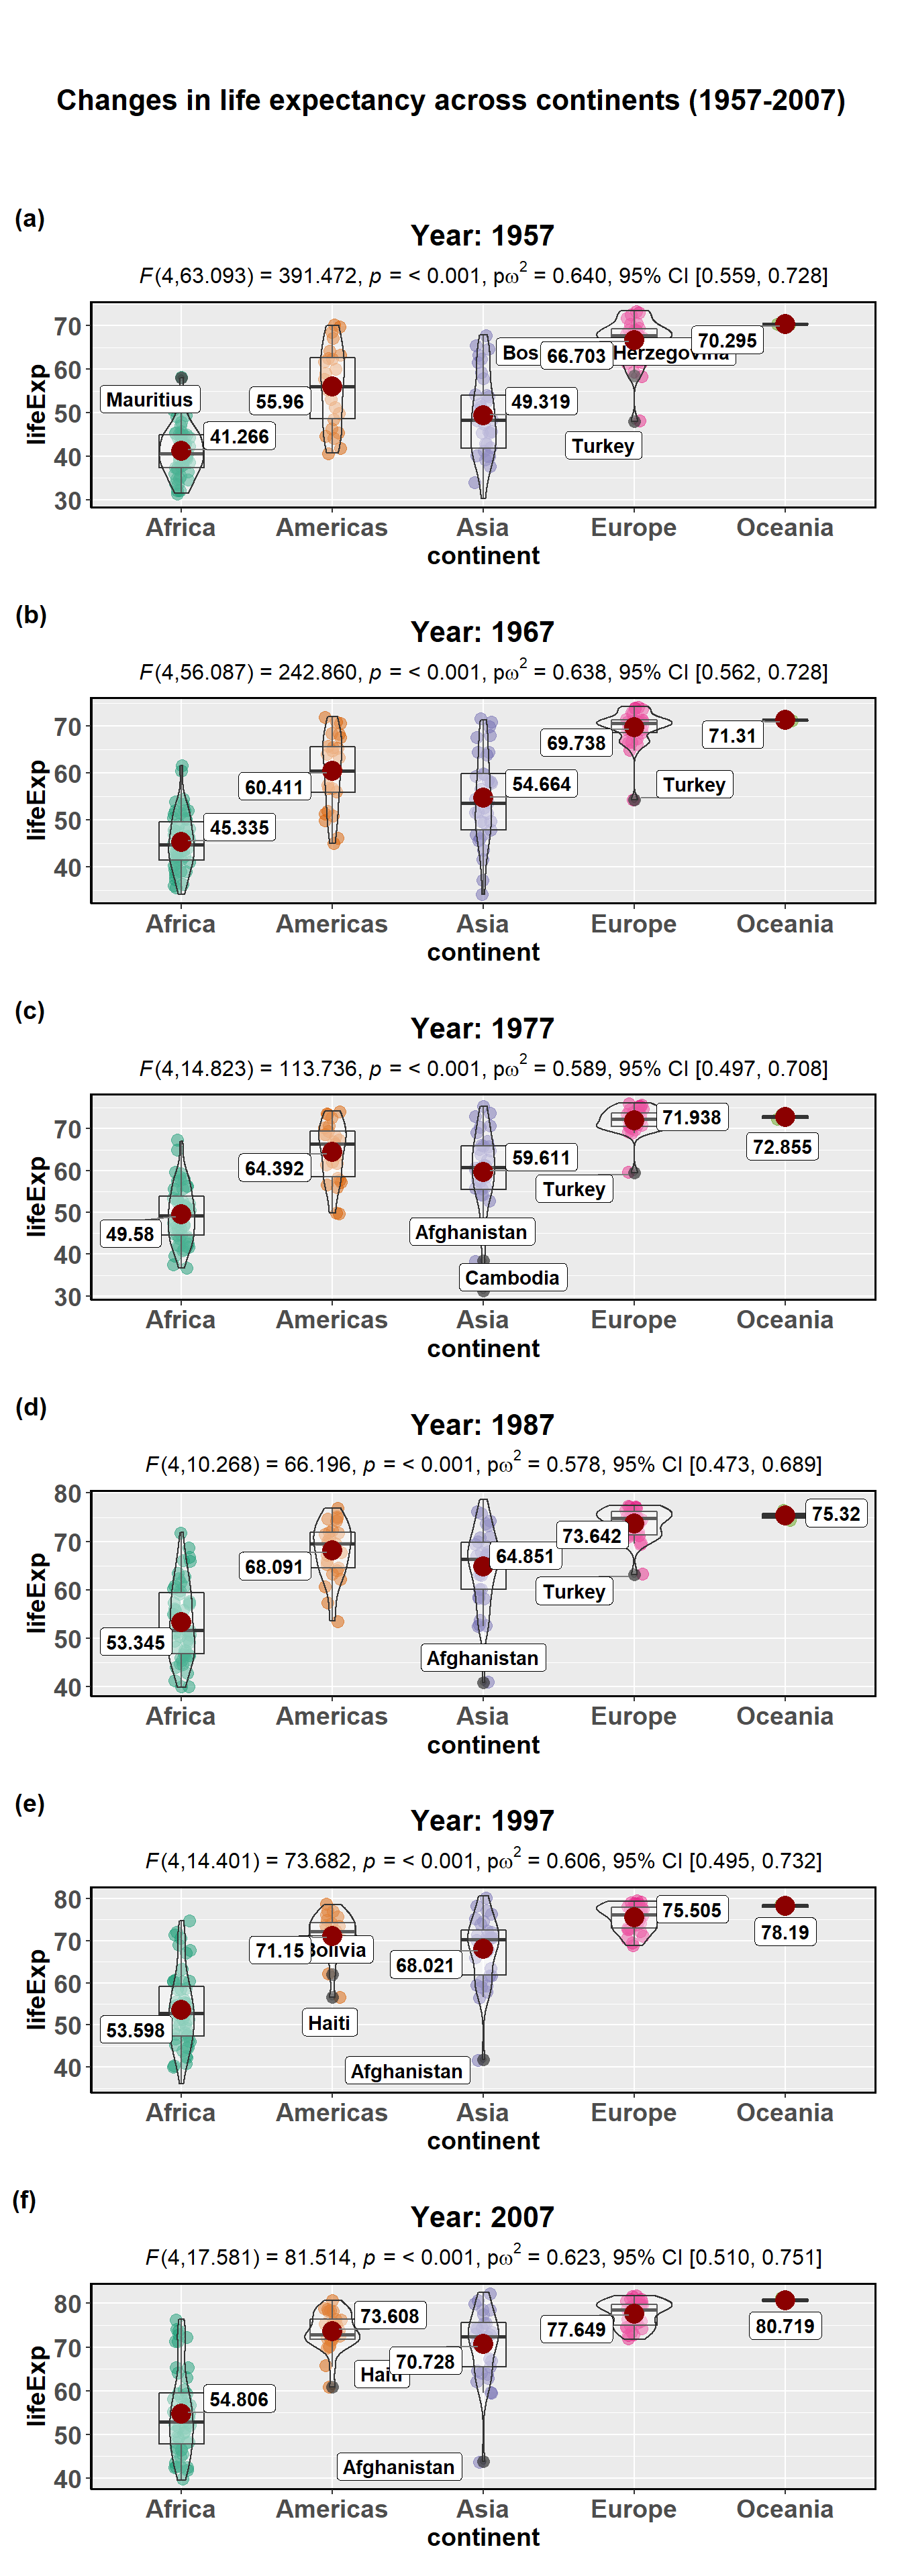 Changes in life expectancy across continents (1957-2007)
(a)
Year: 1957
F(4,63.093) = 391.472, p = < 0.001, pω2 = 0.640, 95% CI [0.559, 0.728]
lifeExp
70
60
50
40
30
Mauritius
41.266
55.96
49.319
Bos
66.703
Herzegovina
Turkey
70.295
Africa Americas Asia Europe Oceania
continent
(b)
Year: 1967
F(4,56.087) = 242.860, p = < 0.001, pω2 = 0.638, 95% CI [0.562, 0.728]
lifeExp
70
60
50
40
45.335
60.411
54.664
69.738
Turkey
71.31
Africa Americas Asia Europe Oceania
continent
(c)
Year: 1977
F(4,14.823) = 113.736, p = < 0.001, pω2 = 0.589, 95% CI [0.497, 0.708]
lifeExp
70
60
50
40
30
49.58
64.392
59.611
Afghanistan
Cambodia
71.938
Turkey
72.855
Africa Americas Asia Europe Oceania
continent
(d)
Year: 1987
F(4,10.268) = 66.196, p = < 0.001, pω2 = 0.578, 95% CI [0.473, 0.689]
lifeExp
80
70
60
50
40
53.345
68.091
64.851
Afghanistan
73.642
Turkey
75.32
Africa Americas Asia Europe Oceania
continent
(e)
Year: 1997
F(4,14.401) = 73.682, p = < 0.001, pω2 = 0.606, 95% CI [0.495, 0.732]
lifeExp
80
70
60
50
40
53.598
71.15
Bolivia
Haiti
68.021
Afghanistan
75.505
78.19
Africa Americas Asia Europe Oceania
continent
(f)
Year: 2007
F(4,17.581) = 81.514, p = < 0.001, pω2 = 0.623, 95% CI [0.510, 0.751]
lifeExp
80
70
60
50
40
54.806
73.608
Haiti
70.728
Afghanistan
77.649
80.719
Africa Americas Asia Europe Oceania
continent